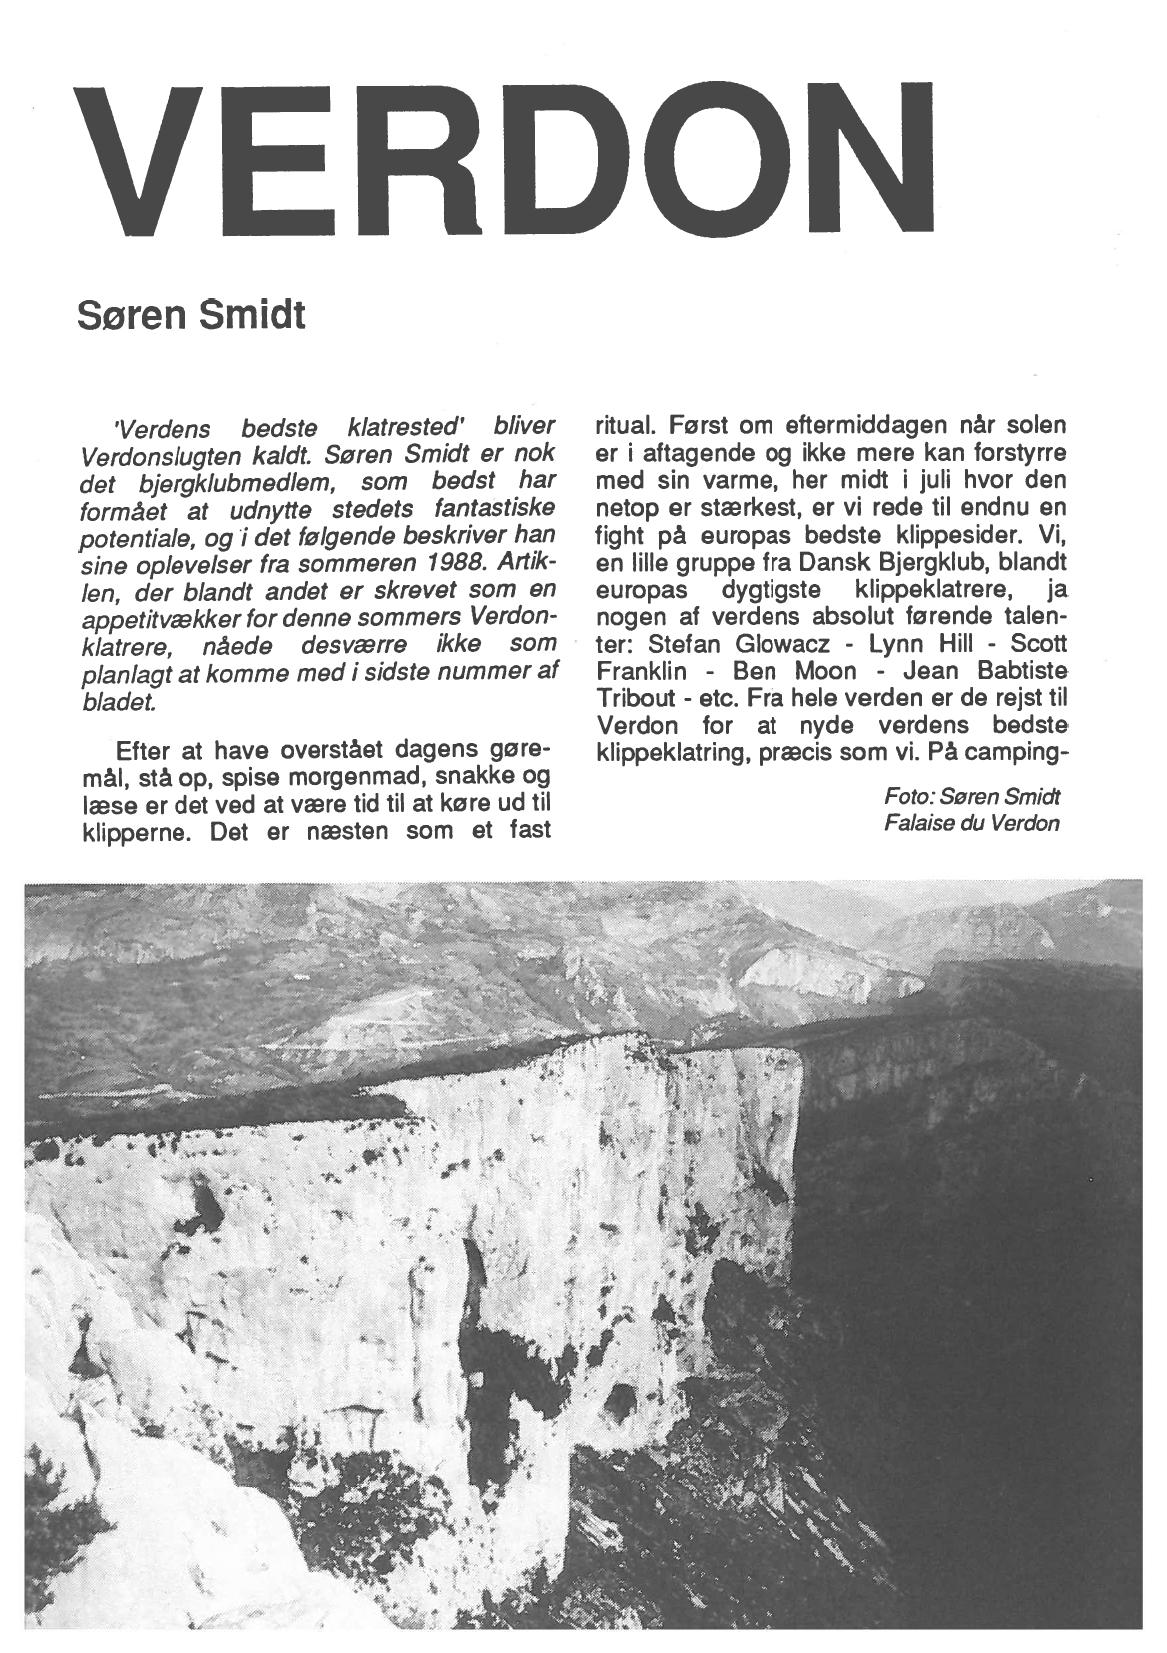 VERDON
Søren Smidt
'Verdens bedste klatrested' bliver
Verdonslugten kaldt. Søren Smidt er nok
det bjergklubmedlem, som bedst har
formået at udnytte stedets fantastiske
potentiale, og i det følgende beskriver han
sine oplevelser fra sommeren 1988. Artik-
len, der blandt andet er skrevet som en
appetitvækker for denne sommers Verdon-
klatrere, nåede desværre ikke som
planlagt at komme med i sidste nummer af
bladet.
Efter at have overstået dagens gøre-
mål, stå op, spise morgenmad, snakke og
læse er det ved at være tid til at køre ud til
klipperne. Det er næsten som et fast
ritual. Først om eftermiddagen når solen
er i aftagende og ikke mere kan forstyrre
med sin varme, her midt i juli hvor den
netop er stærkest, er vi rede til endnu en
fight på europas bedste klippesider. Vi,
en lille gruppe fra Dansk Bjergklub, blandt
europas dygtigste klippeklatrere, ja
nogen af verdens absolut førende talen-
ter: Stefan Glowacz - Lynn Hill - Scott
Franklin - Ben Moon - Jean Babtiste
Tribout - etc. Fra hele verden er de rejst til
Verdon for at nyde verdens bedste
klippeklatring, præcis som vi. På camping-
Foto: Søren Smidt
Falaise du Verdon